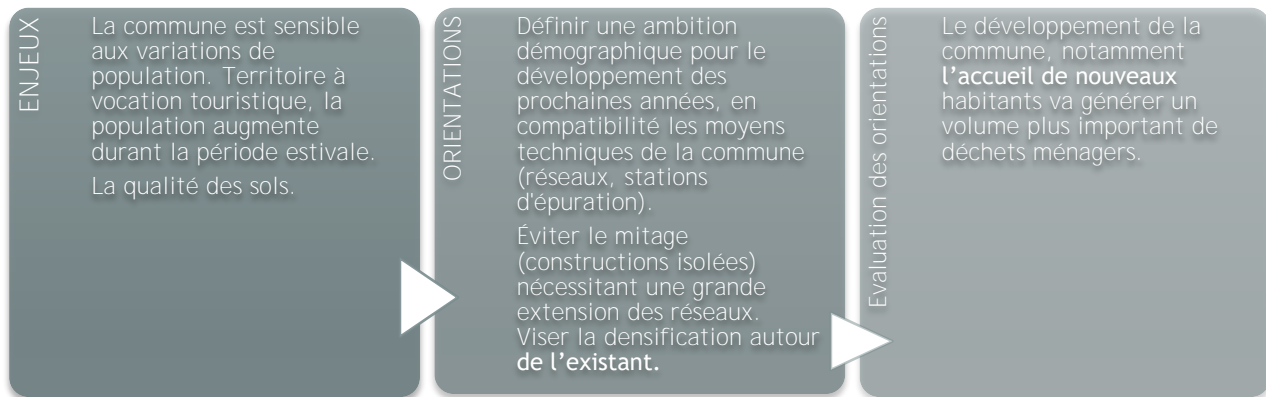 ENJEUX
La commune est sensible
aux variations de
population. Territoire à
vocation touristique, la
population augmente
durant la période estivale.
La qualité des sols.
ORIENTATIONS
Définir une ambition
démographique pour le
développement des
prochaines années, en
compatibilité les moyens
techniques de la commune
(réseaux, stations
d'épuration).
Éviter le mitage
(constructions isolées)
nécessitant une grande
extension des réseaux.
Viser la densification autour
de l’existant.
Evaluation des orientations
Le développement de la
commune, notamment
l’accueil de nouveaux
habitants va générer un
volume plus important de
déchets ménagers.